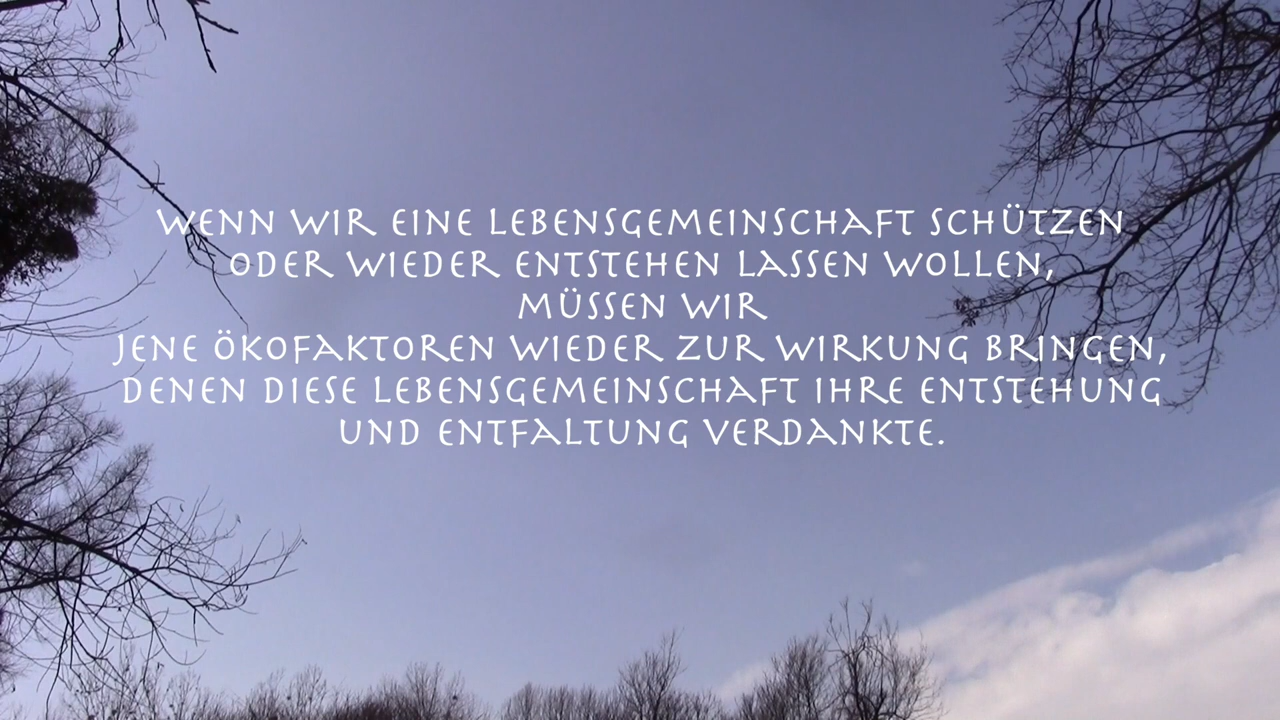 WENN WIR EINE LEBENSGEMEINSCHAFT SCHÜTZEN
ODER WIEDER ENTSTEHEN LASSEN WOLLEN,
MÜSSEN WIR
JENE ÖKOFAKTOREN WIEDER ZUR WIRKUNG BRINGEN,
DENEN DIESE LEBENSGEMEINSCHAFT IHRE ENTSTEHUNG
UND ENTFALTUNG VERDANKTE.